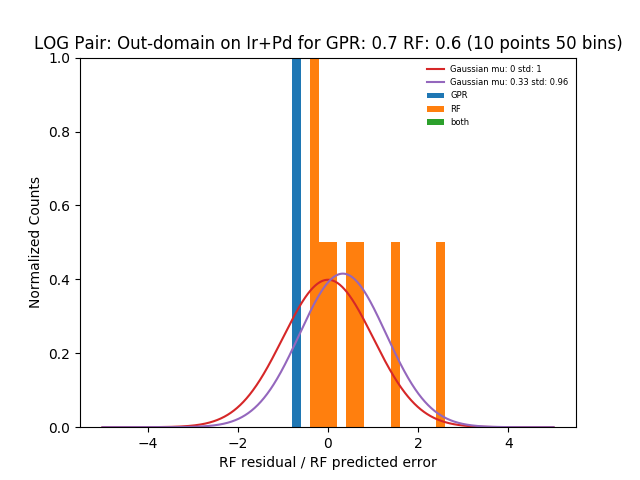 LOG Pair: Out-domain on Ir+Pd for GPR: 0.7 RF: 0.6 (10 points 50 bins)
Normalized Counts
1.0
0.8
0.6
0.4
0.2
0.0
Gaussian mu: 0 std: 1
Gaussian mu: 0.33 std: 0.96
GPR
RF
both
−4 −2 0 2 4
RF residual / RF predicted error